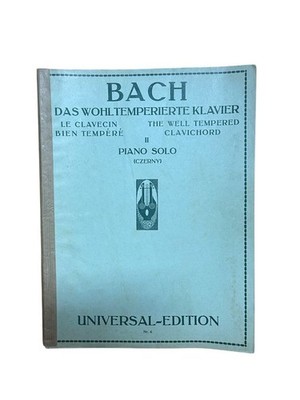 BACH
DAS WOHLTEMPERIERTE KLAVIER
LE CLAVECIN
BIEN TEMPÉRÉ
THE WELL TEMPERED
CLAVICHORD
II
PIANO SOLO
(CZERNY)
UNIVERSAL-EDITION